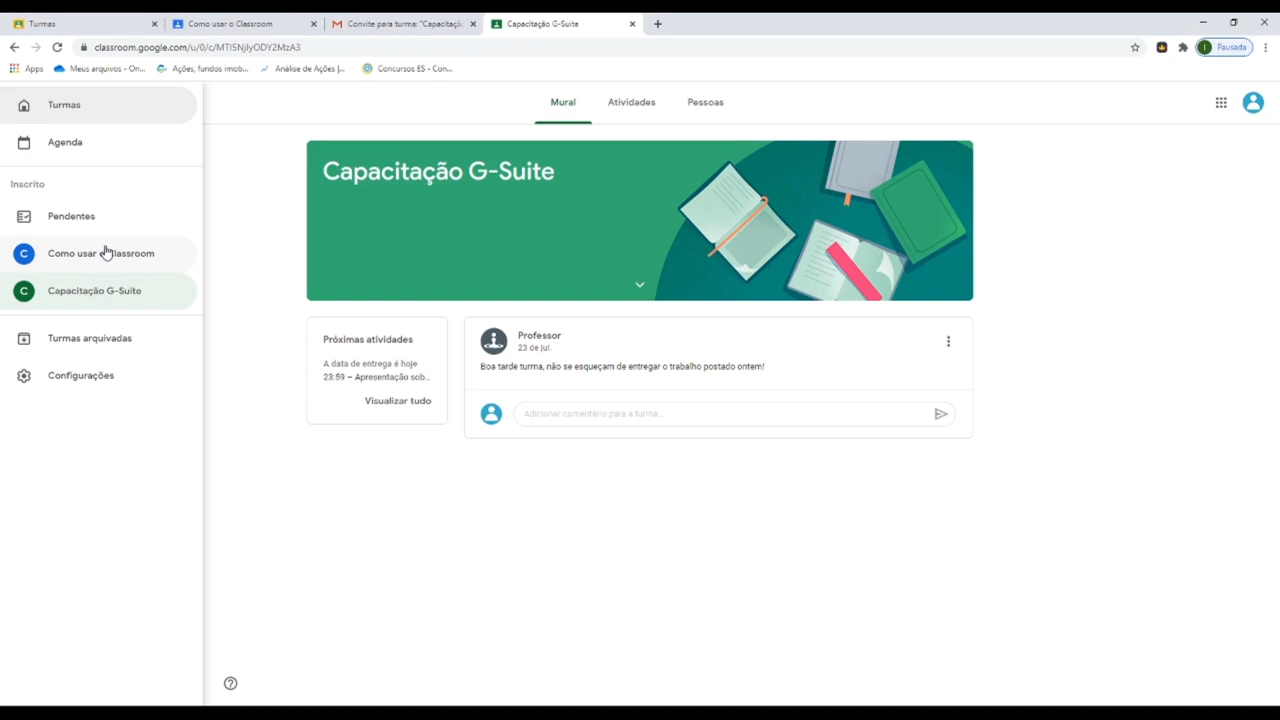 Turmas
Como usar o Classroom
Convite para turma: "Capacitaçã
Capacitação G-Suite
classroom.google.com/u/0/c/MTI5NjIyODY2MzA3
I
Pausada
Apps
Meus arquivos - On...
Ações, fundos imob...
Análise de Ações |...
Concursos ES - Con...
Turmas
Agenda
Inscrito
Pendentes
C Como usar o Classroom
C Capacitação G-Suite
Turmas arquivadas
Configurações
Mural
Atividades
Pessoas
Capacitação G-Suite
Próximas atividades
A data de entrega é hoje
23:59 – Apresentação sob...
Visualizar tudo
Professor
23 de jul.
Boa tarde turma, não se esqueçam de entregar o trabalho postado ontem!
Adicionar comentário para a turma...